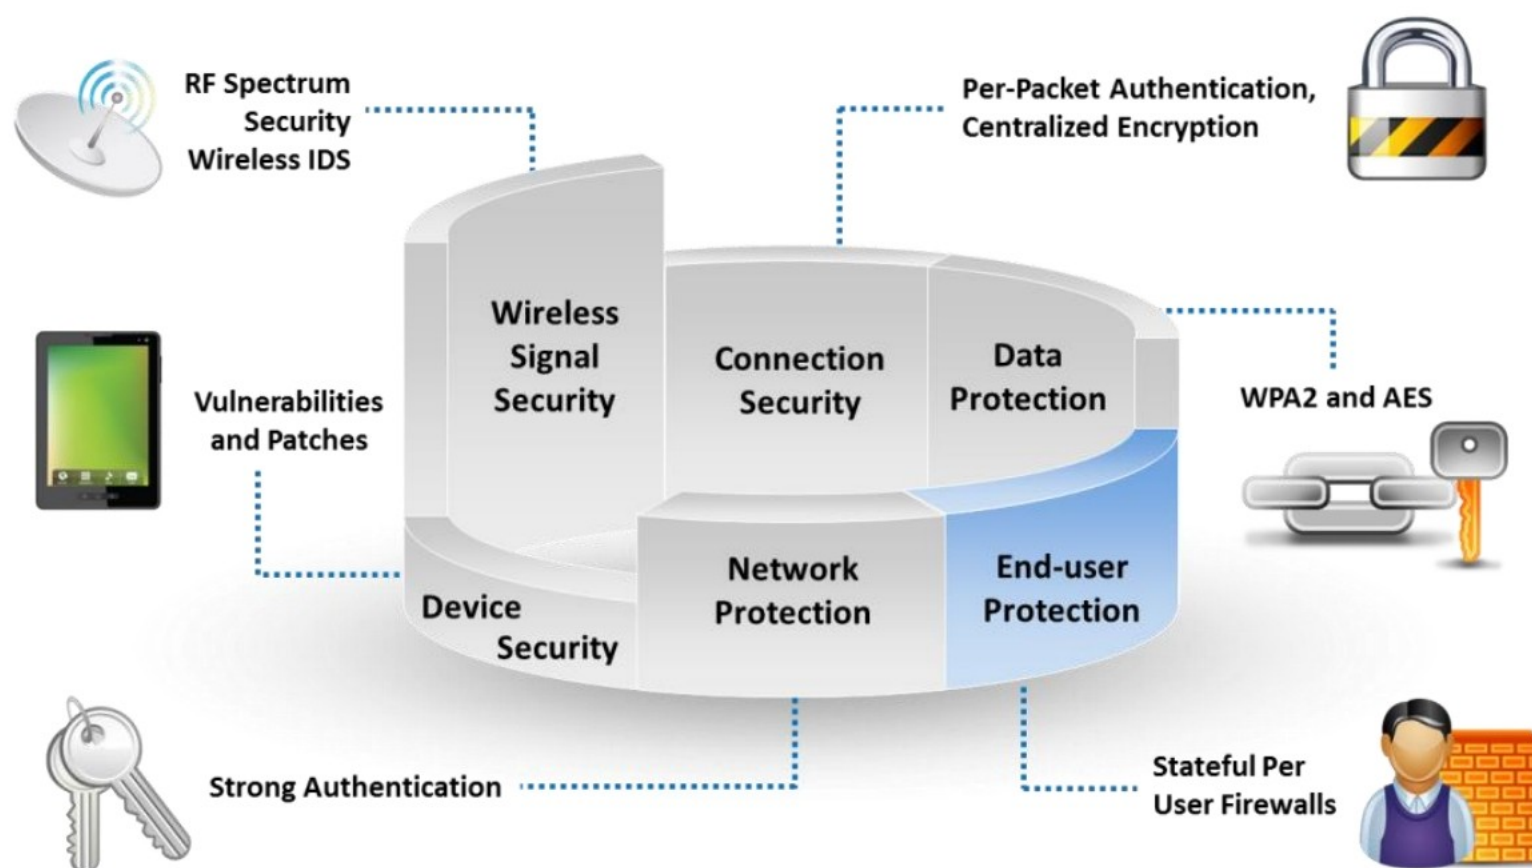 RF Spectrum
Security
Wireless IDS
Per-Packet Authentication,
Centralized Encryption
Wireless
Signal
Security
Connection
Security
Data
Protection
WPA2 and AES
Vulnerabilities
and Patches
Device
Security
Network
Protection
End-user
Protection
Strong Authentication
Stateful Per
User Firewalls